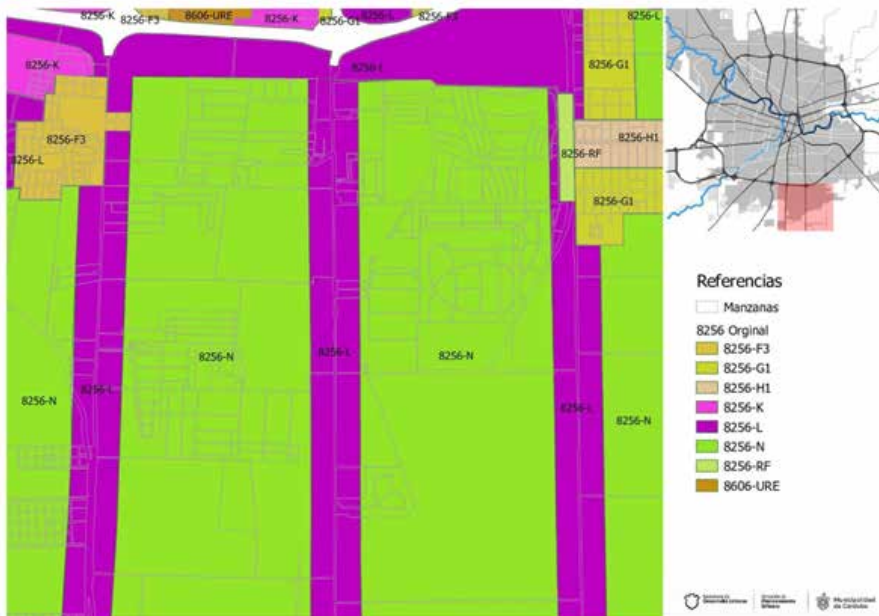 8256-K
8256-F3
8606-URE
8256-K
8256-G1
8256-L
8256-F3
8256-L
8256-K
8256-L
8256-G1
8256-F3
8256-H1
8256-L
8256-RF
8256-G1
8256-N
8256-L
8256-N
8256-N
8256-L
8256-L
8256-N
Referencias
Manzanas
8256 Orginal
8256-F3
8256-G1
8256-H1
8256-K
8256-L
8256-N
8256-RF
8606-URE
Municipalidad
de Córdoba